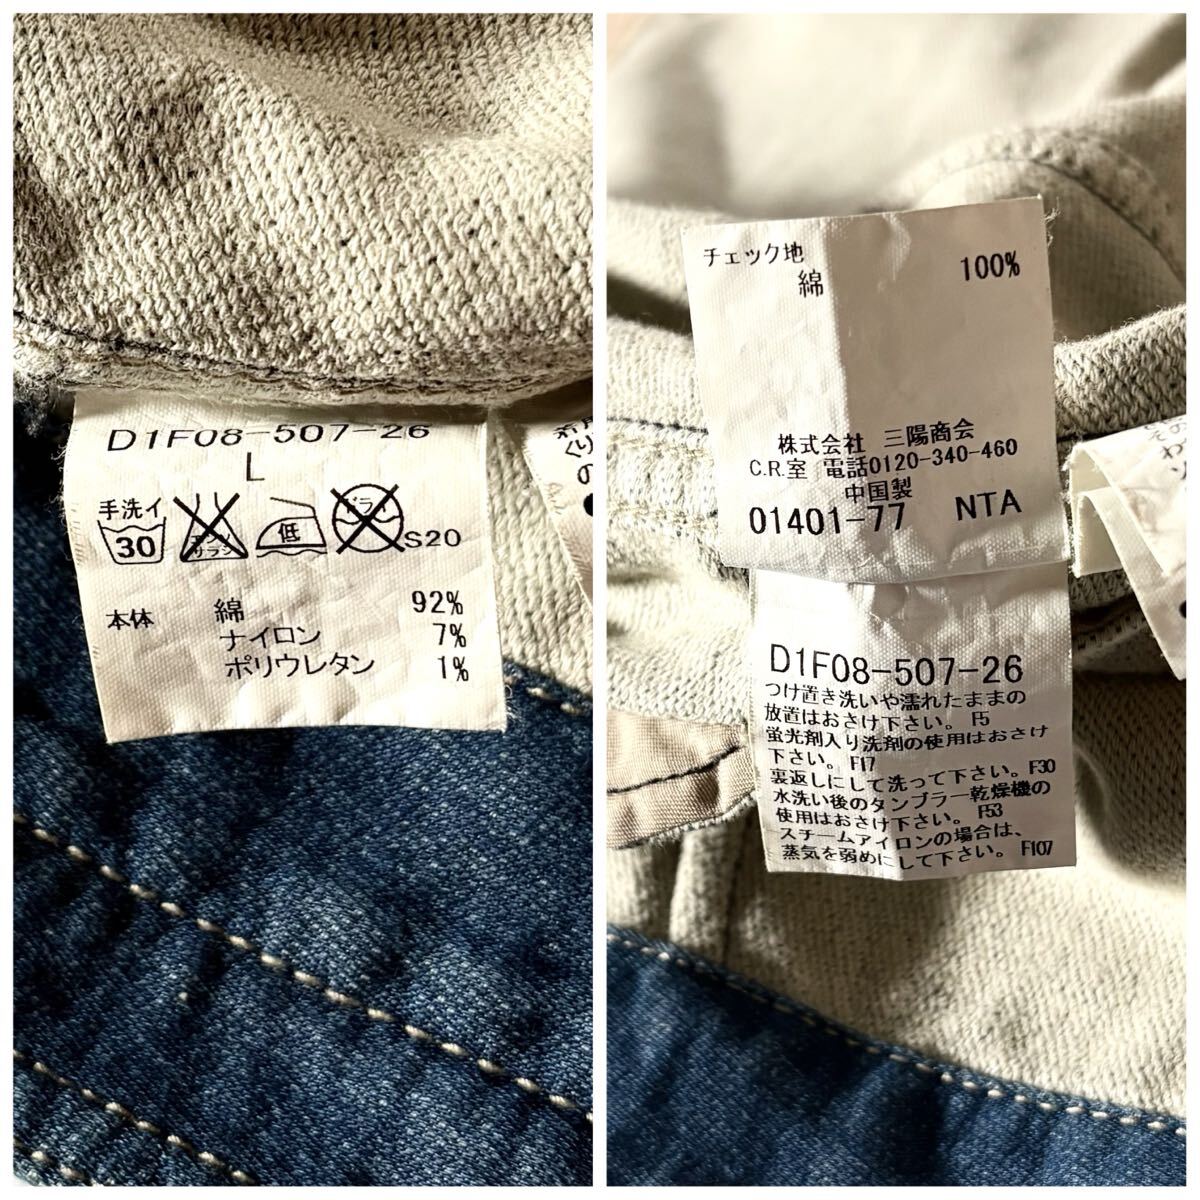 D1F08-507-26
L
手洗イ
30
低
S20
本体 綿 92%
ナイロン 7%
ポリウレタン 1%
チェック地
綿 100%
株式会社 三陽商会
C.R.室 電話0120-340-460
中国製
01401-77 NTA
D1F08-507-26
つけ置き洗いや濡れたままの
放置はおさけ下さい。 F5
蛍光剤入り洗剤の使用はおさけ
下さい。 F17
裏返しにして洗って下さい。F30
水洗い後のタンブラー乾燥機の
使用はおさけ下さい。 F53
スチームアイロンの場合は、
蒸気を弱めにして下さい。 F107